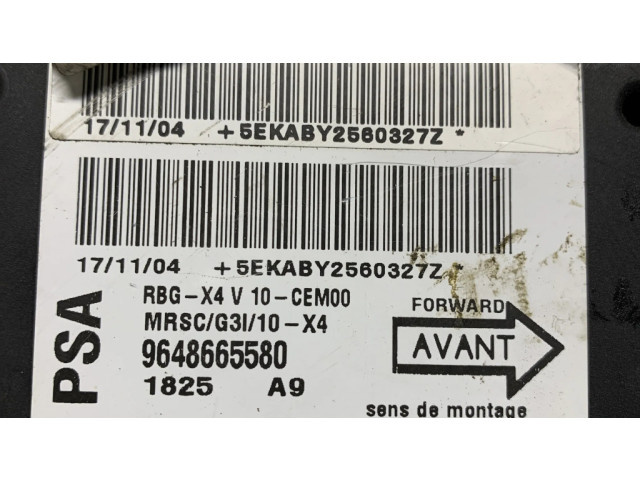 17/11/04 +5EKABY2560327Z*
17/11/04 +5EKABY2560327Z*
PSA
RBG-X4 V 10-CEM00
MRSC/G3I/10-X4
9648665580
1825 A9
FORWARD
AVANT
sens de montage